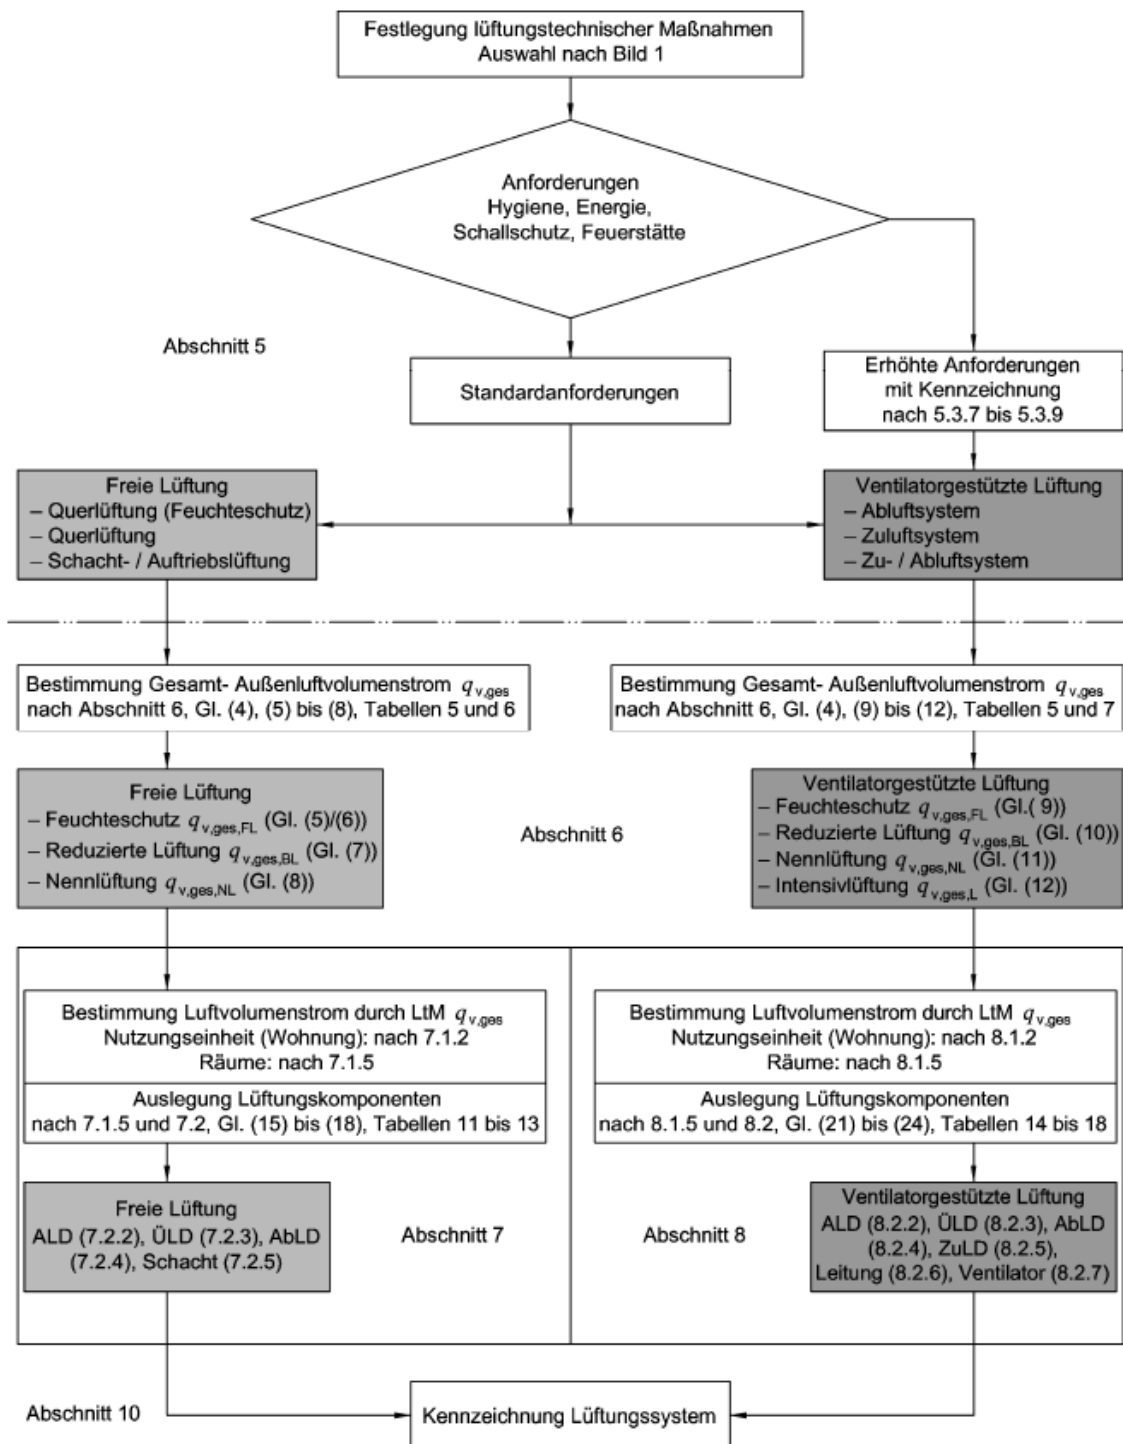 Festlegung lüftungstechnischer Maßnahmen
Auswahl nach Bild 1
Anforderungen
Hygiene, Energie,
Schallschutz, Feuerstätte
Abschnitt 5
Standardanforderungen
Erhöhte Anforderungen
mit Kennzeichnung
nach 5.3.7 bis 5.3.9
Freie Lüftung
– Querlüftung (Feuchteschutz)
– Querlüftung
– Schacht- / Auftriebslüftung
Ventilatorgestützte Lüftung
– Abluftsystem
– Zuluftsystem
– Zu- / Abluftsystem
Bestimmung Gesamt- Außenluftvolumenstrom q v,ges
nach Abschnitt 6, Gl. (4), (5) bis (8), Tabellen 5 und 6
Bestimmung Gesamt- Außenluftvolumenstrom q v,ges
nach Abschnitt 6, Gl. (4), (9) bis (12), Tabellen 5 und 7
Freie Lüftung
– Feuchteschutz q v,ges,FL (Gl. (5)/(6))
– Reduzierte Lüftung q v,ges,BL (Gl. (7))
– Nennlüftung q v,ges,NL (Gl. (8))
Abschnitt 6
Ventilatorgestützte Lüftung
– Feuchteschutz q v,ges,FL (Gl.( 9))
– Reduzierte Lüftung q v,ges,BL (Gl. (10))
– Nennlüftung q v,ges,NL (Gl. (11))
– Intensivlüftung q v,ges,L (Gl. (12))
Bestimmung Luftvolumenstrom durch LtM q v,ges
Nutzungseinheit (Wohnung): nach 7.1.2
Räume: nach 7.1.5
Auslegung Lüftungskomponenten
nach 7.1.5 und 7.2, Gl. (15) bis (18), Tabellen 11 bis 13
Bestimmung Luftvolumenstrom durch LtM q v,ges
Nutzungseinheit (Wohnung): nach 8.1.2
Räume: nach 8.1.5
Auslegung Lüftungskomponenten
nach 8.1.5 und 8.2, Gl. (21) bis (24), Tabellen 14 bis 18
Freie Lüftung
ALD (7.2.2), ÜLD (7.2.3), AbLD
(7.2.4), Schacht (7.2.5)
Abschnitt 7
Abschnitt 8
Ventilatorgestützte Lüftung
ALD (8.2.2), ÜLD (8.2.3), AbLD
(8.2.4), ZuLD (8.2.5),
Leitung (8.2.6), Ventilator (8.2.7)
Abschnitt 10
Kennzeichnung Lüftungssystem